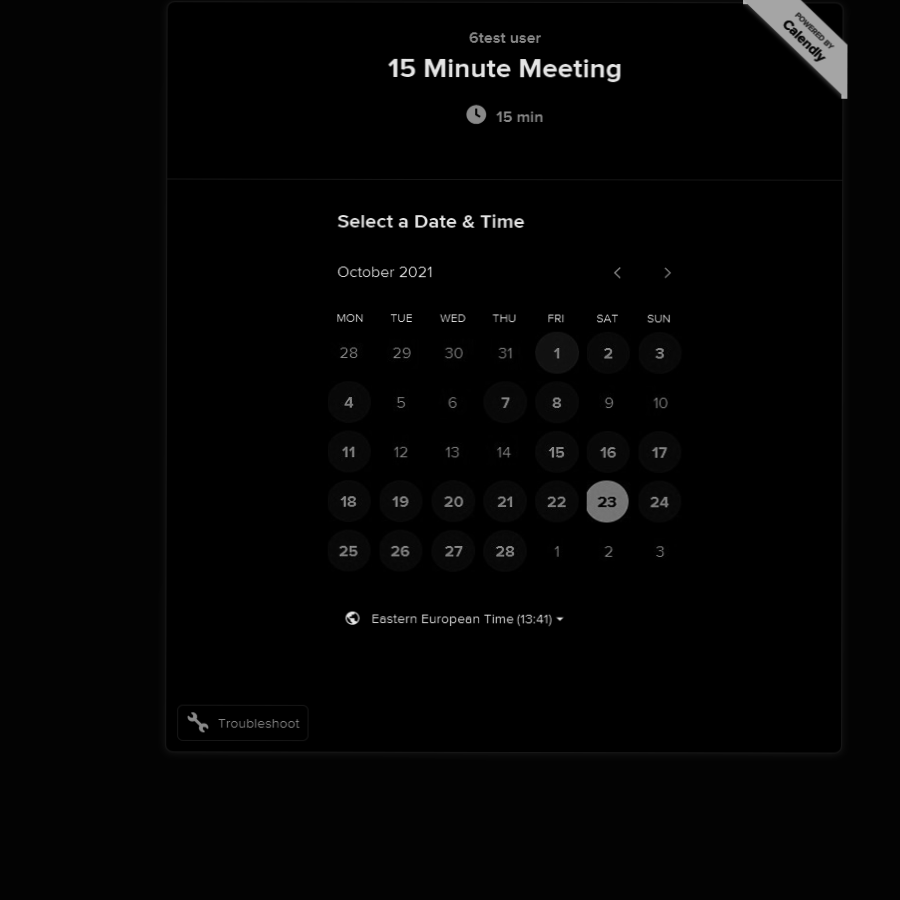 POWERED BY
Calendly
6test user
15 Minute Meeting
15 min
Select a Date & Time
October 2021
MON TUE WED THU FRI SAT SUN
28 29 30 31 1 2 3
4 5 6 7 8 9 10
11 12 13 14 15 16 17
18 19 20 21 22 23 24
25 26 27 28 1 2 3
Eastern European Time (13:41)
Troubleshoot